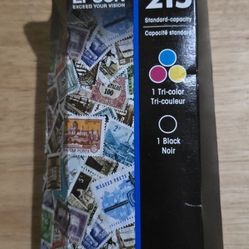 EXCEED YOUR VISION
215
Standard-capacity
Capacité standard
1 Tri-color
Tri-couleur
1 Black
Noir